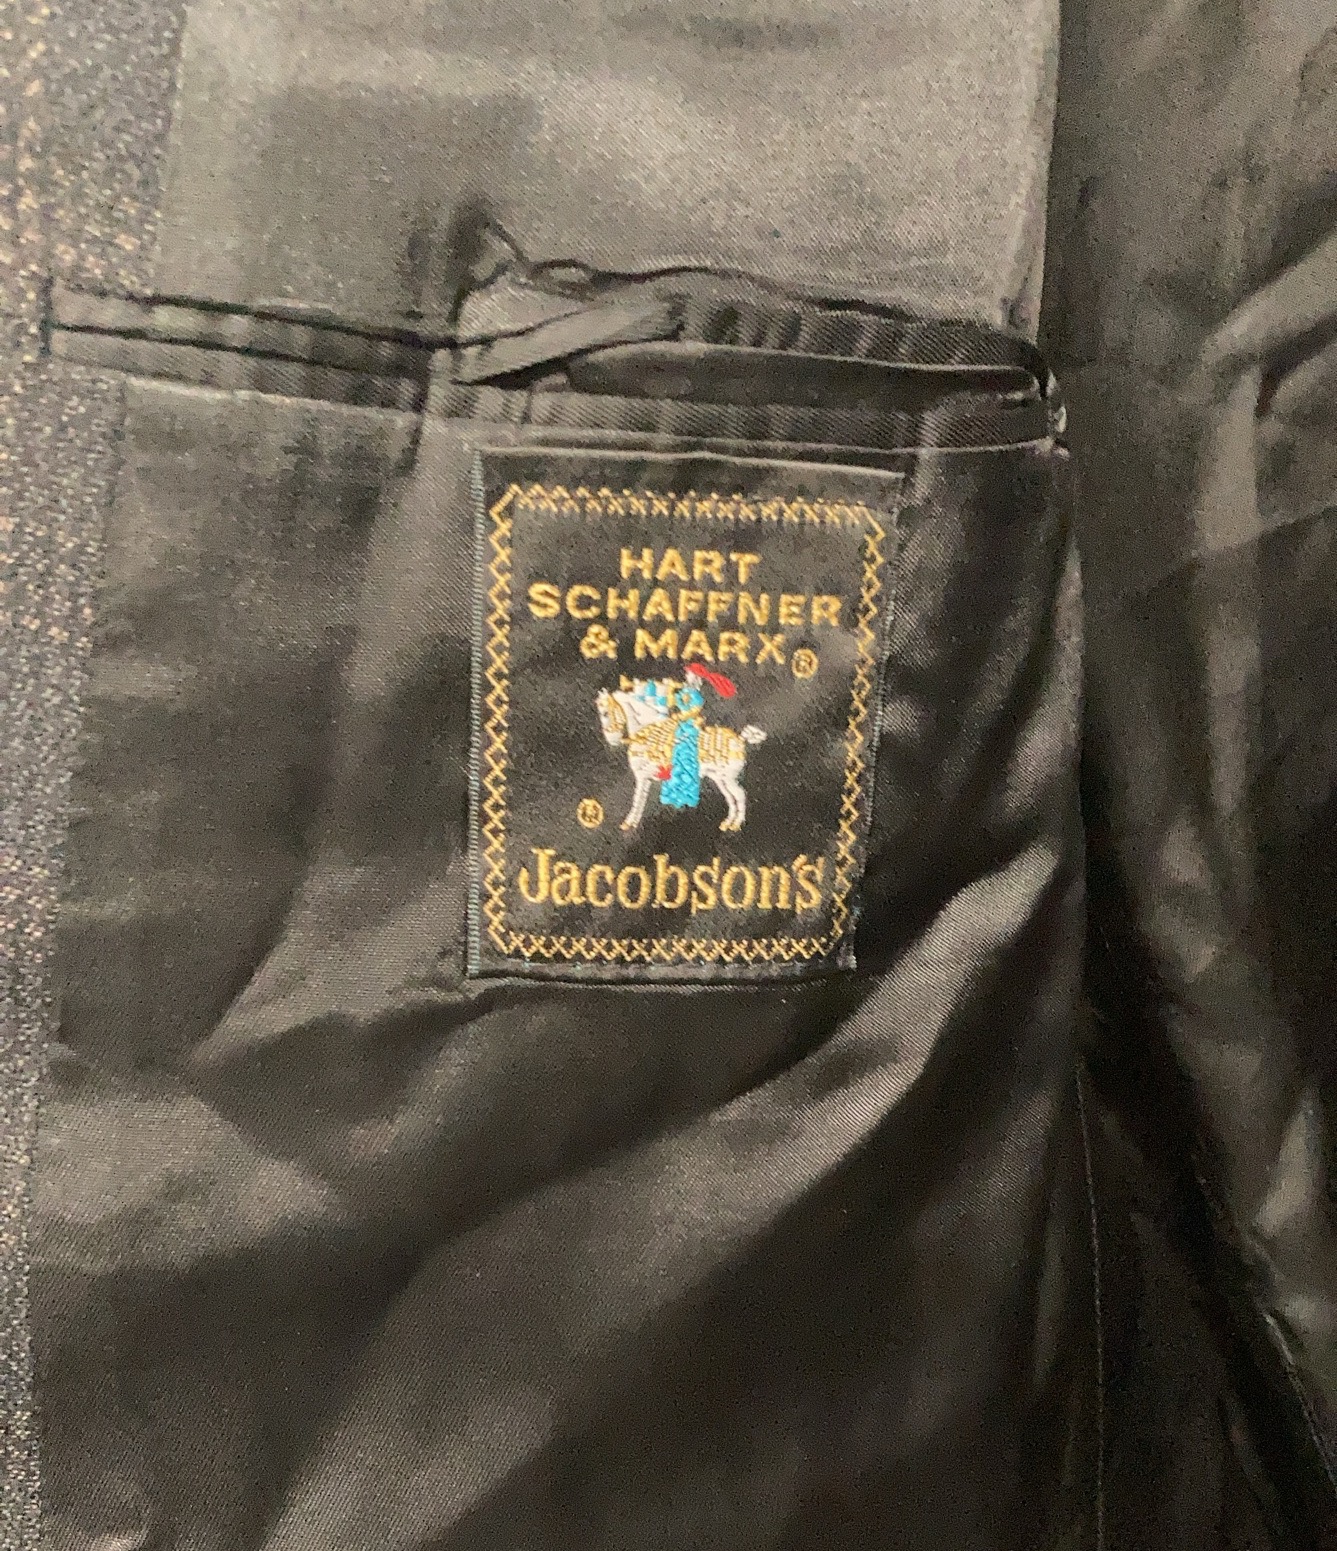 HART
SCHAFFNER
& MARX®
®
Jacobson's